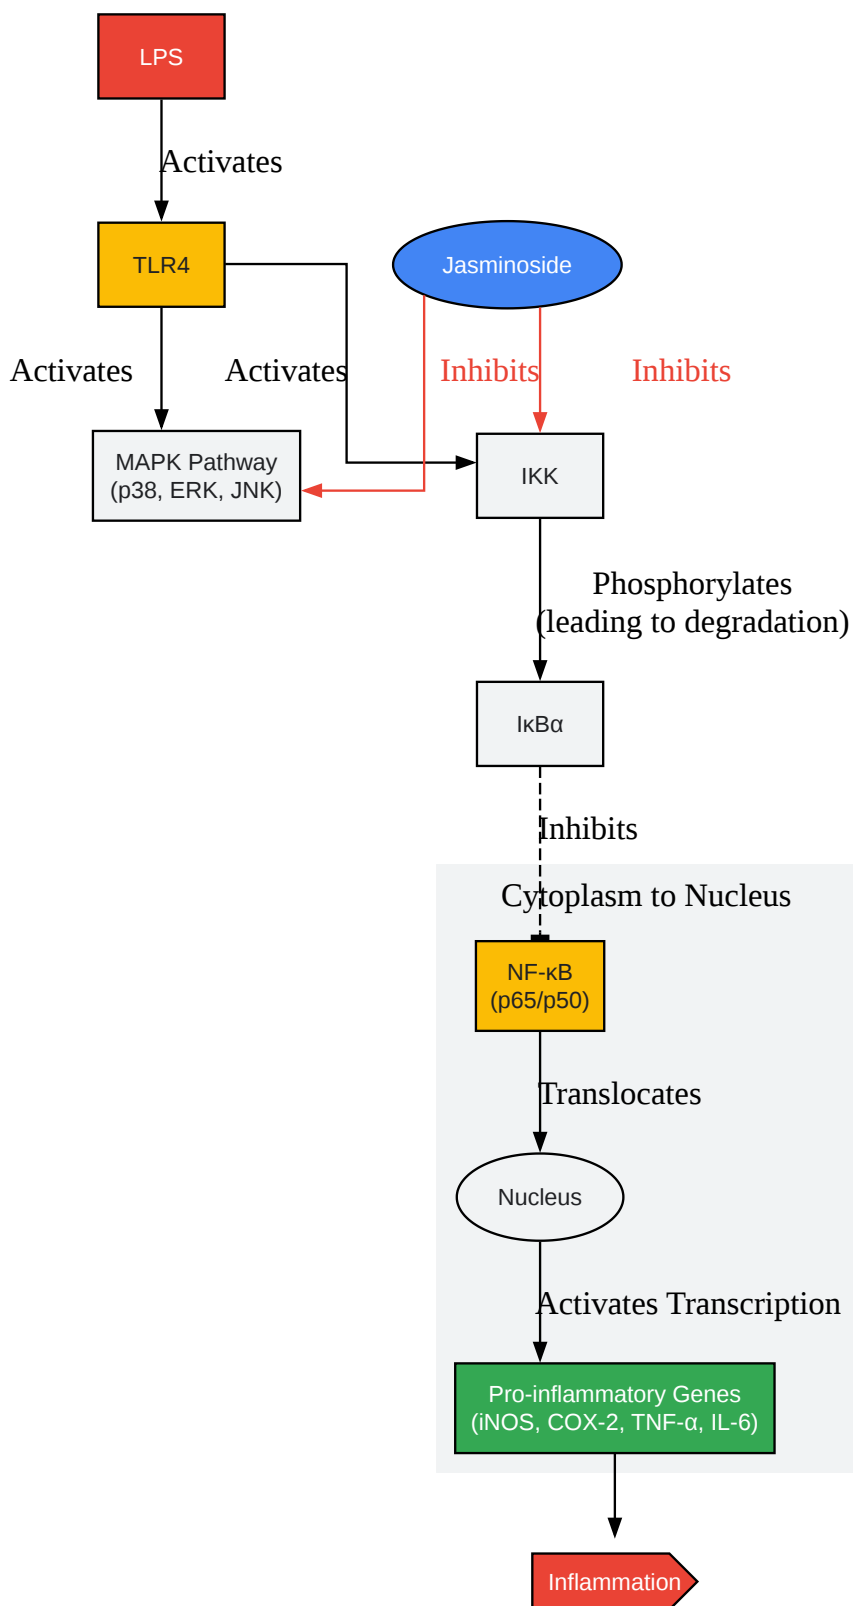 LPS
Activates
TLR4
Jasminoside
Activates
Activates
Inhibits
Inhibits
MAPK Pathway
(p38, ERK, JNK)
IKK
Phosphorylates
(leading to degradation)
IκBα
Inhibits
Cytoplasm to Nucleus
NF-κB
(p65/p50)
Translocates
Nucleus
Activates Transcription
Pro-inflammatory Genes
(iNOS, COX-2, TNF-α, IL-6)
Inflammation